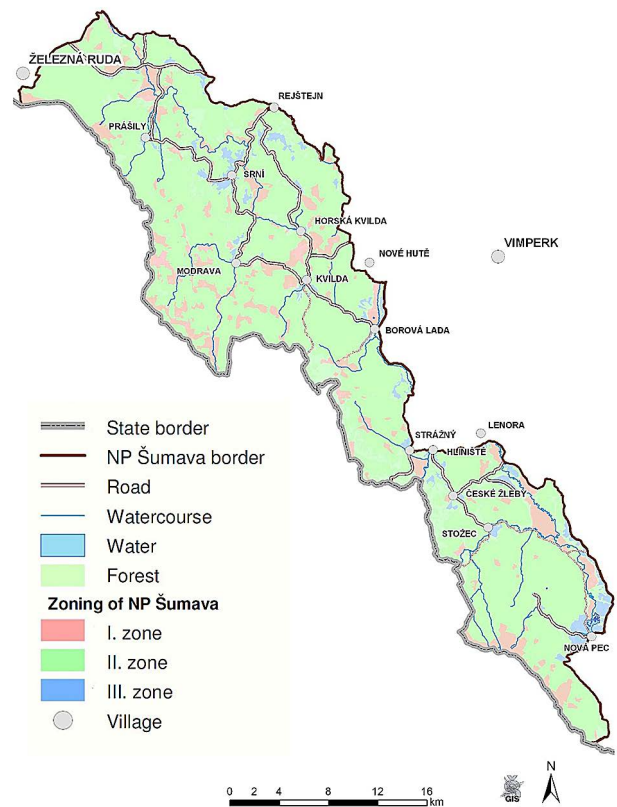 ŽELEZNÁ RUDA
REJŠTEJN
PRÁŠILY
SRNÍ
HORSKÁ KVILDA
VIMPERK
NOVÉ HUTĚ
MODRAVA
KVILDA
BOROVÁ LADA
STRÁŽNÝ
LENORA
HLINIŠTĚ
ČESKÉ ŽLEBY
STOŽEC
NOVÁ PEC
State border
NP Šumava border
Road
Watercourse
Water
Forest
Zoning of NP Šumava
I. zone
II. zone
III. zone
Village
0 2 4 8 12 16
km
GIS
N